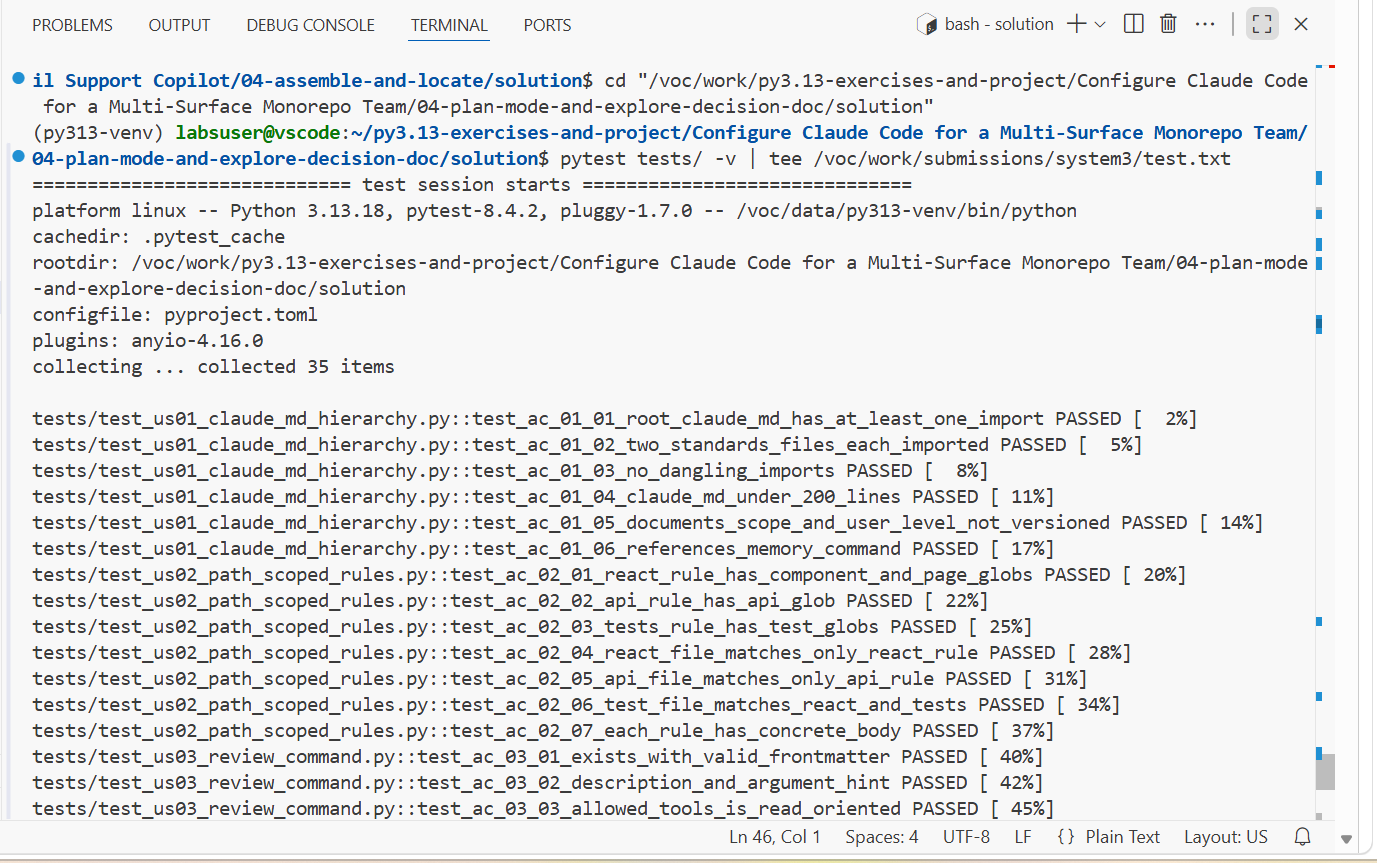 PROBLEMS OUTPUT DEBUG CONSOLE TERMINAL PORTS bash - solution
il Support Copilot/04-assemble-and-locate/solution$ cd "/voc/work/py3.13-exercises-and-project/Configure Claude Code
for a Multi-Surface Monorepo Team/04-plan-mode-and-explore-decision-doc/solution"
(py313-venv) labsuser@vscode:~/py3.13-exercises-and-project/Configure Claude Code for a Multi-Surface Monorepo Team/
04-plan-mode-and-explore-decision-doc/solution$ pytest tests/ -v | tee /voc/work/submissions/system3/test.txt
============================= test session starts ==============================
platform linux -- Python 3.13.18, pytest-8.4.2, pluggy-1.7.0 -- /voc/data/py313-venv/bin/python
cachedir: .pytest_cache
rootdir: /voc/work/py3.13-exercises-and-project/Configure Claude Code for a Multi-Surface Monorepo Team/04-plan-mode
-and-explore-decision-doc/solution
configfile: pyproject.toml
plugins: anyio-4.16.0
collecting ... collected 35 items
tests/test_us01_claude_md_hierarchy.py::test_ac_01_01_root_claude_md_has_at_least_one_import PASSED [  2%]
tests/test_us01_claude_md_hierarchy.py::test_ac_01_02_two_standards_files_each_imported PASSED [  5%]
tests/test_us01_claude_md_hierarchy.py::test_ac_01_03_no_dangling_imports PASSED [  8%]
tests/test_us01_claude_md_hierarchy.py::test_ac_01_04_claude_md_under_200_lines PASSED [ 11%]
tests/test_us01_claude_md_hierarchy.py::test_ac_01_05_documents_scope_and_user_level_not_versioned PASSED [ 14%]
tests/test_us01_claude_md_hierarchy.py::test_ac_01_06_references_memory_command PASSED [ 17%]
tests/test_us02_path_scoped_rules.py::test_ac_02_01_react_rule_has_component_and_page_globs PASSED [ 20%]
tests/test_us02_path_scoped_rules.py::test_ac_02_02_api_rule_has_api_glob PASSED [ 22%]
tests/test_us02_path_scoped_rules.py::test_ac_02_03_tests_rule_has_test_globs PASSED [ 25%]
tests/test_us02_path_scoped_rules.py::test_ac_02_04_react_file_matches_only_react_rule PASSED [ 28%]
tests/test_us02_path_scoped_rules.py::test_ac_02_05_api_file_matches_only_api_rule PASSED [ 31%]
tests/test_us02_path_scoped_rules.py::test_ac_02_06_test_file_matches_react_and_tests PASSED [ 34%]
tests/test_us02_path_scoped_rules.py::test_ac_02_07_each_rule_has_concrete_body PASSED [ 37%]
tests/test_us03_review_command.py::test_ac_03_01_exists_with_valid_frontmatter PASSED [ 40%]
tests/test_us03_review_command.py::test_ac_03_02_description_and_argument_hint PASSED [ 42%]
tests/test_us03_review_command.py::test_ac_03_03_allowed_tools_is_read_oriented PASSED [ 45%]
Ln 46, Col 1 Spaces: 4 UTF-8 LF {} Plain Text Layout: US